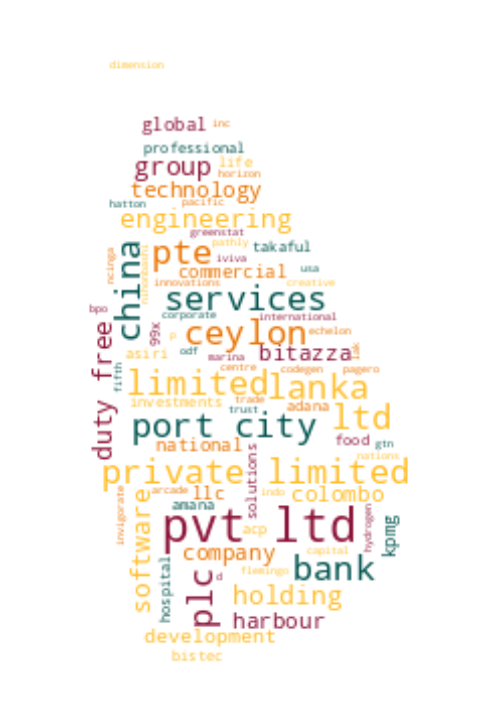 dimension
global inc
professional
group life
horizon
technology
hatton pacific
engineering
greenstat
pathly takaful
china pte iviva
ncinga nihonbashi commercial usa
innovations creative
services
corporate international
bpo 99x p ceylon echelon
duty free asiri odf marina bitazza lak
fifth centre codegen pagero
limited lanka
investments trade adana
trust
port city ltd
national food gtn
solutions nations
private limited
invigorate software arcade llc indo colombo
amana hydrogen
pvt ltd
acp kpmg
company capital
hospital plc d flemingo bank
holding
harbour
development
bistec